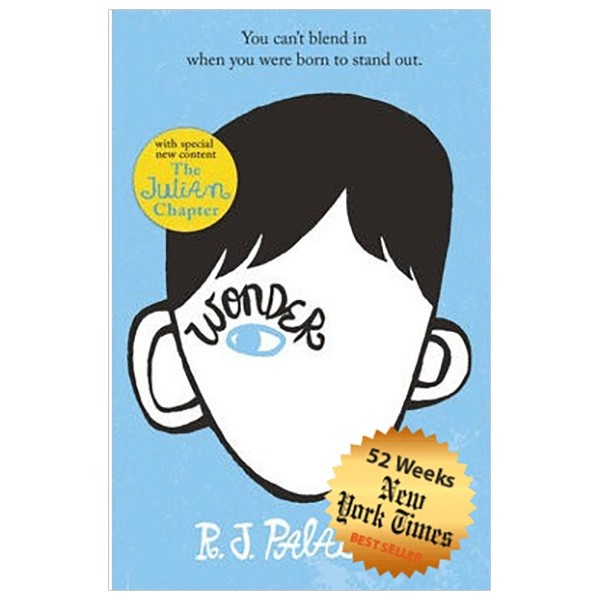 You can't blend in
when you were born to stand out.
with special
new content
The
Julian
Chapter
WONDER
52 Weeks
New
York Times
BESTSELLER
R. J. PALA